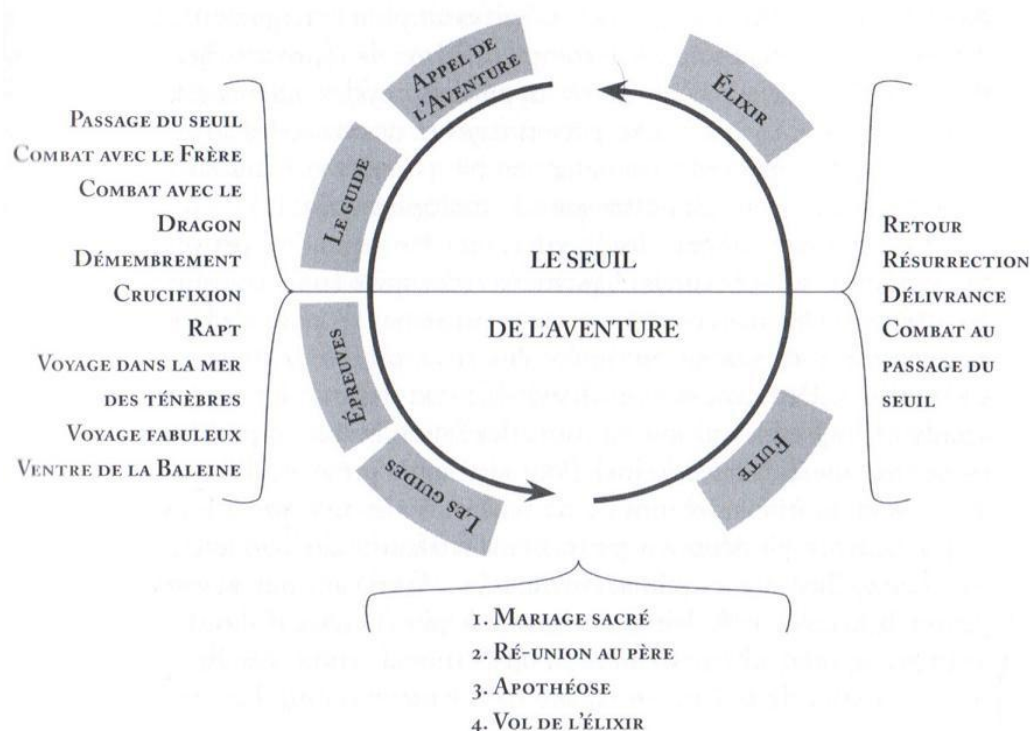 Appel de
l'Aventure
Élixir
Le guide
Épreuves
Les guides
Fuite
Passage du seuil
Combat avec le Frère
Combat avec le
Dragon
Démembrement
Crucifixion
Rapt
Voyage dans la mer
des ténèbres
Voyage fabuleux
Ventre de la Baleine
LE SEUIL
DE L'AVENTURE
Retour
Résurrection
Délivrance
Combat au
passage du
seuil
1. Mariage sacré
2. Ré-union au père
3. Apothéose
4. Vol de l'élixir